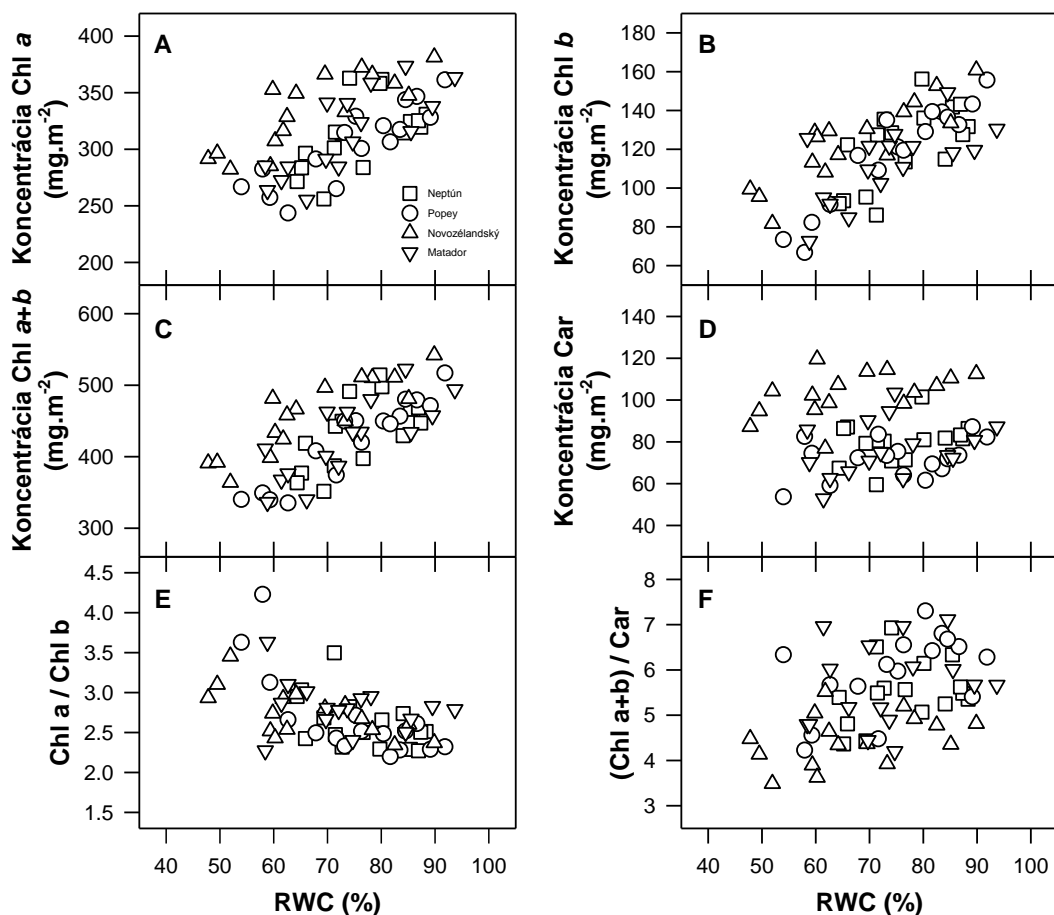 A
Koncentrácia Chl a
(mg.m-2)
400
350
300
250
200
Neptún
Popey
Novozélandský
Matador
B
Koncentrácia Chl b
(mg.m-2)
180
160
140
120
100
80
60
C
Koncentrácia Chl a+b
(mg.m-2)
600
500
400
300
D
Koncentrácia Car
(mg.m-2)
140
120
100
80
60
40
E
Chl a / Chl b
4.5
4.0
3.5
3.0
2.5
2.0
1.5
40 50 60 70 80 90 100
RWC (%)
F
(Chl a+b) / Car
8
7
6
5
4
3
40 50 60 70 80 90 100
RWC (%)